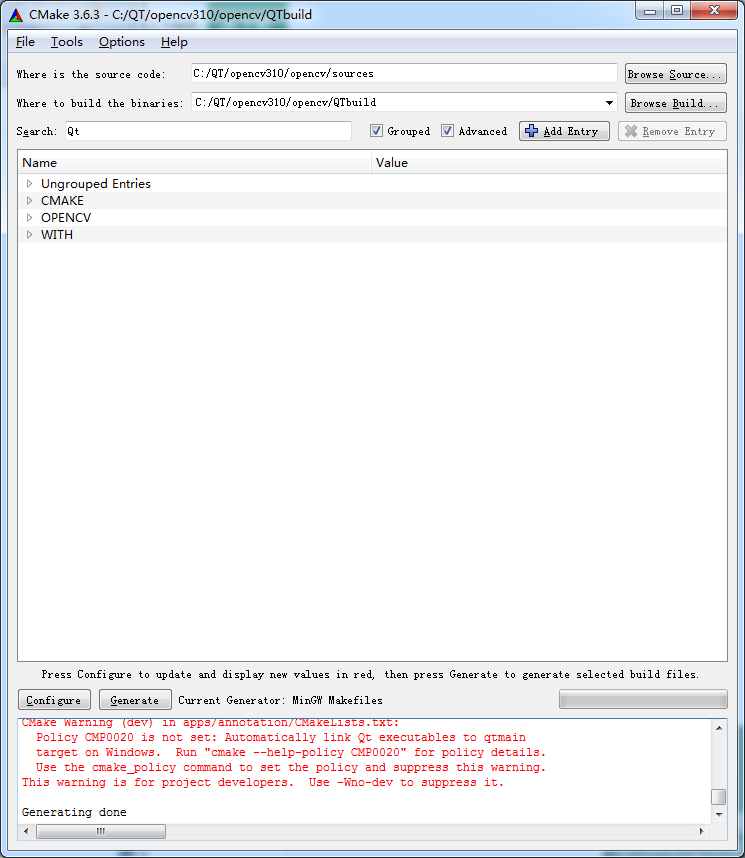 CMake 3.6.3 - C:/QT/opencv310/opencv/QTbuild
File Tools Options Help
Where is the source code: C:/QT/opencv310/opencv/sources Browse Source...
Where to build the binaries: C:/QT/opencv310/opencv/QTbuild Browse Build...
Search: Qt Grouped Advanced Add Entry Remove Entry
Name Value
Ungrouped Entries
CMAKE
OPENCV
WITH
Press Configure to update and display new values in red, then press Generate to generate selected build files.
Configure Generate Current Generator: MinGW Makefiles
CMake Warning (dev) in apps/annotation/CMakeLists.txt:
Policy CMP0020 is not set: Automatically link Qt executables to qtmain
target on Windows. Run "cmake --help-policy CMP0020" for policy details.
Use the cmake_policy command to set the policy and suppress this warning.
This warning is for project developers. Use -Wno-dev to suppress it.
Generating done